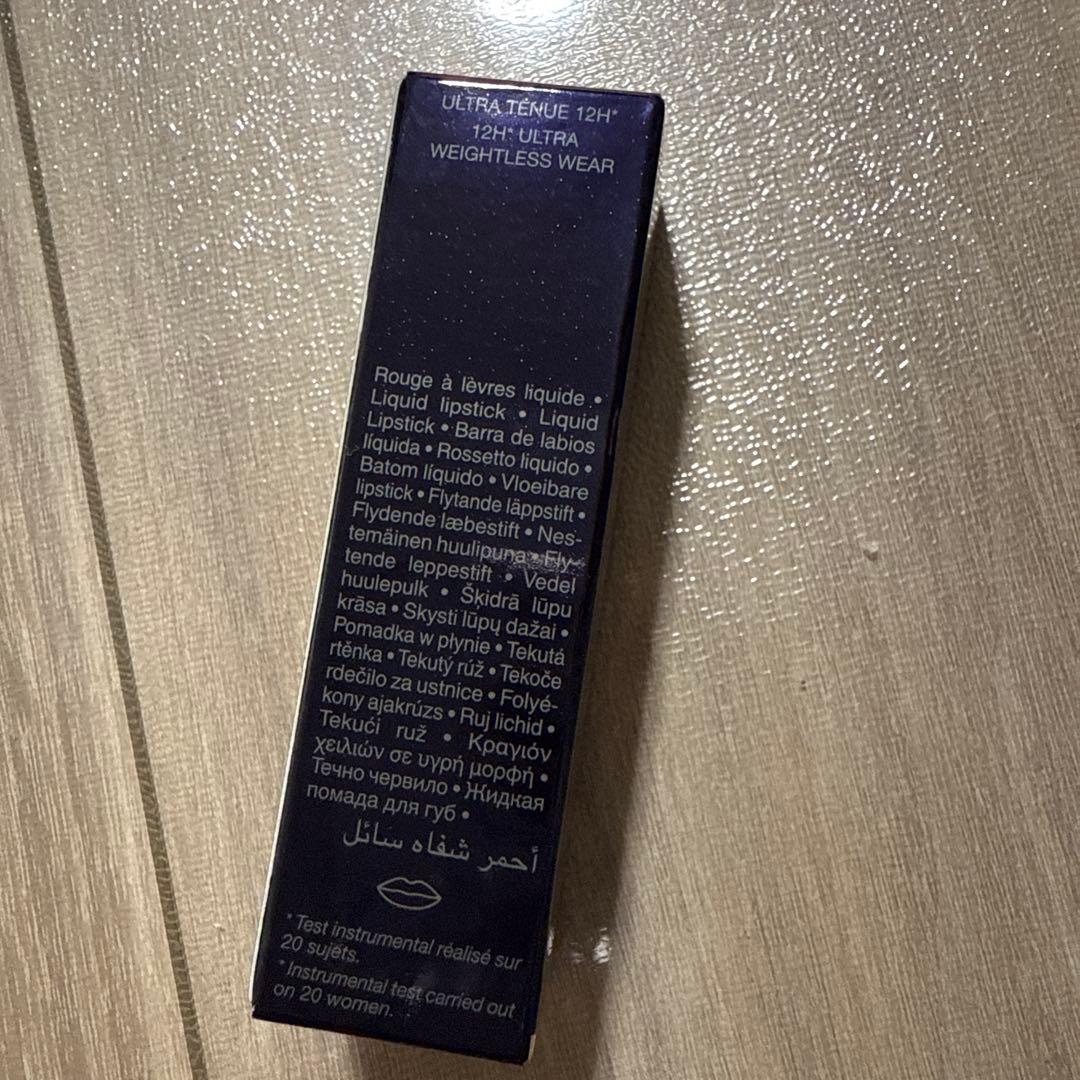 ULTRA TENUE 12H*
12H* ULTRA
WEIGHTLESS WEAR
Rouge à lèvres liquide •
Liquid lipstick • Liquid
Lipstick • Barra de labios
líquida • Rossetto liquido •
Batom líquido • Vloeibare
lipstick • Flytande läppstift •
Flydende læbestift • Nes-
temäinen huulipuna • Fly-
tende leppestift • Vedel
huulepulk • Šķidrā lūpu
krāsa • Skysti lūpų dažai •
Pomadka w płynie • Tekutá
rtěnka • Tekutý rúž • Tekoče
rdečilo za ustnice • Folyé-
kony ajakrúzs • Ruj lichid •
Tekući ruž • Κραγιόν
χειλιών σε υγρή μορφή •
Течно червило • Жидкая
помада для губ •
أحمر شفاه سائل
*Test instrumental réalisé sur
20 sujets.
*Instrumental test carried out
on 20 women.